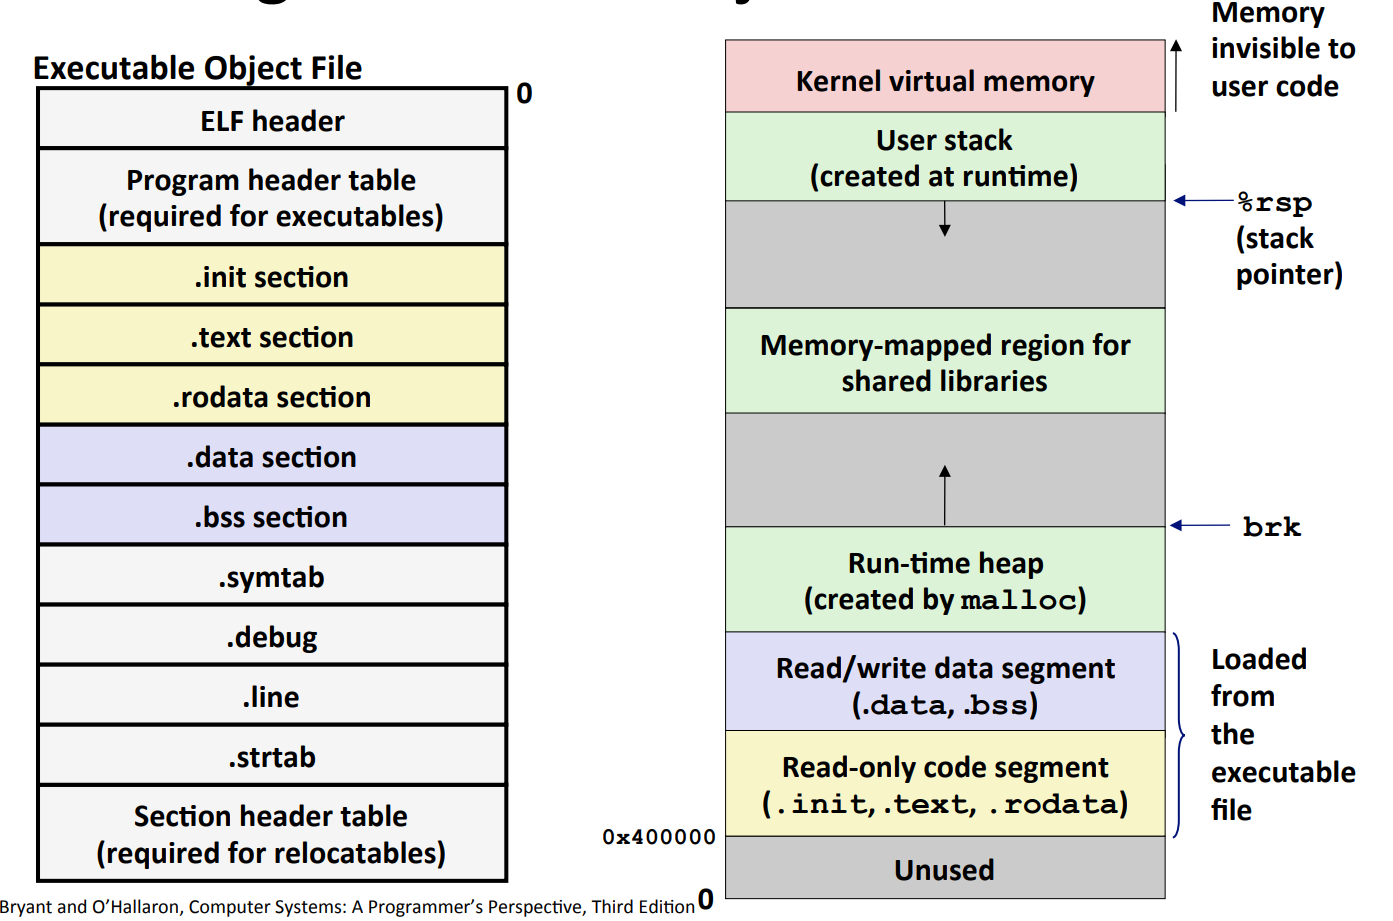 Executable Object File
0
ELF header
Program header table
(required for executables)
.init section
.text section
.rodata section
.data section
.bss section
.symtab
.debug
.line
.strtab
Section header table
(required for relocatables)
Bryant and O'Hallaron, Computer Systems: A Programmer's Perspective, Third Edition
Memory
invisible to
user code
Kernel virtual memory
User stack
(created at runtime)
%rsp
(stack
pointer)
Memory-mapped region for
shared libraries
brk
Run-time heap
(created by malloc)
Read/write data segment
(.data, .bss)
Read-only code segment
(.init, .text, .rodata)
Loaded
from
the
executable
file
0x400000
Unused
0